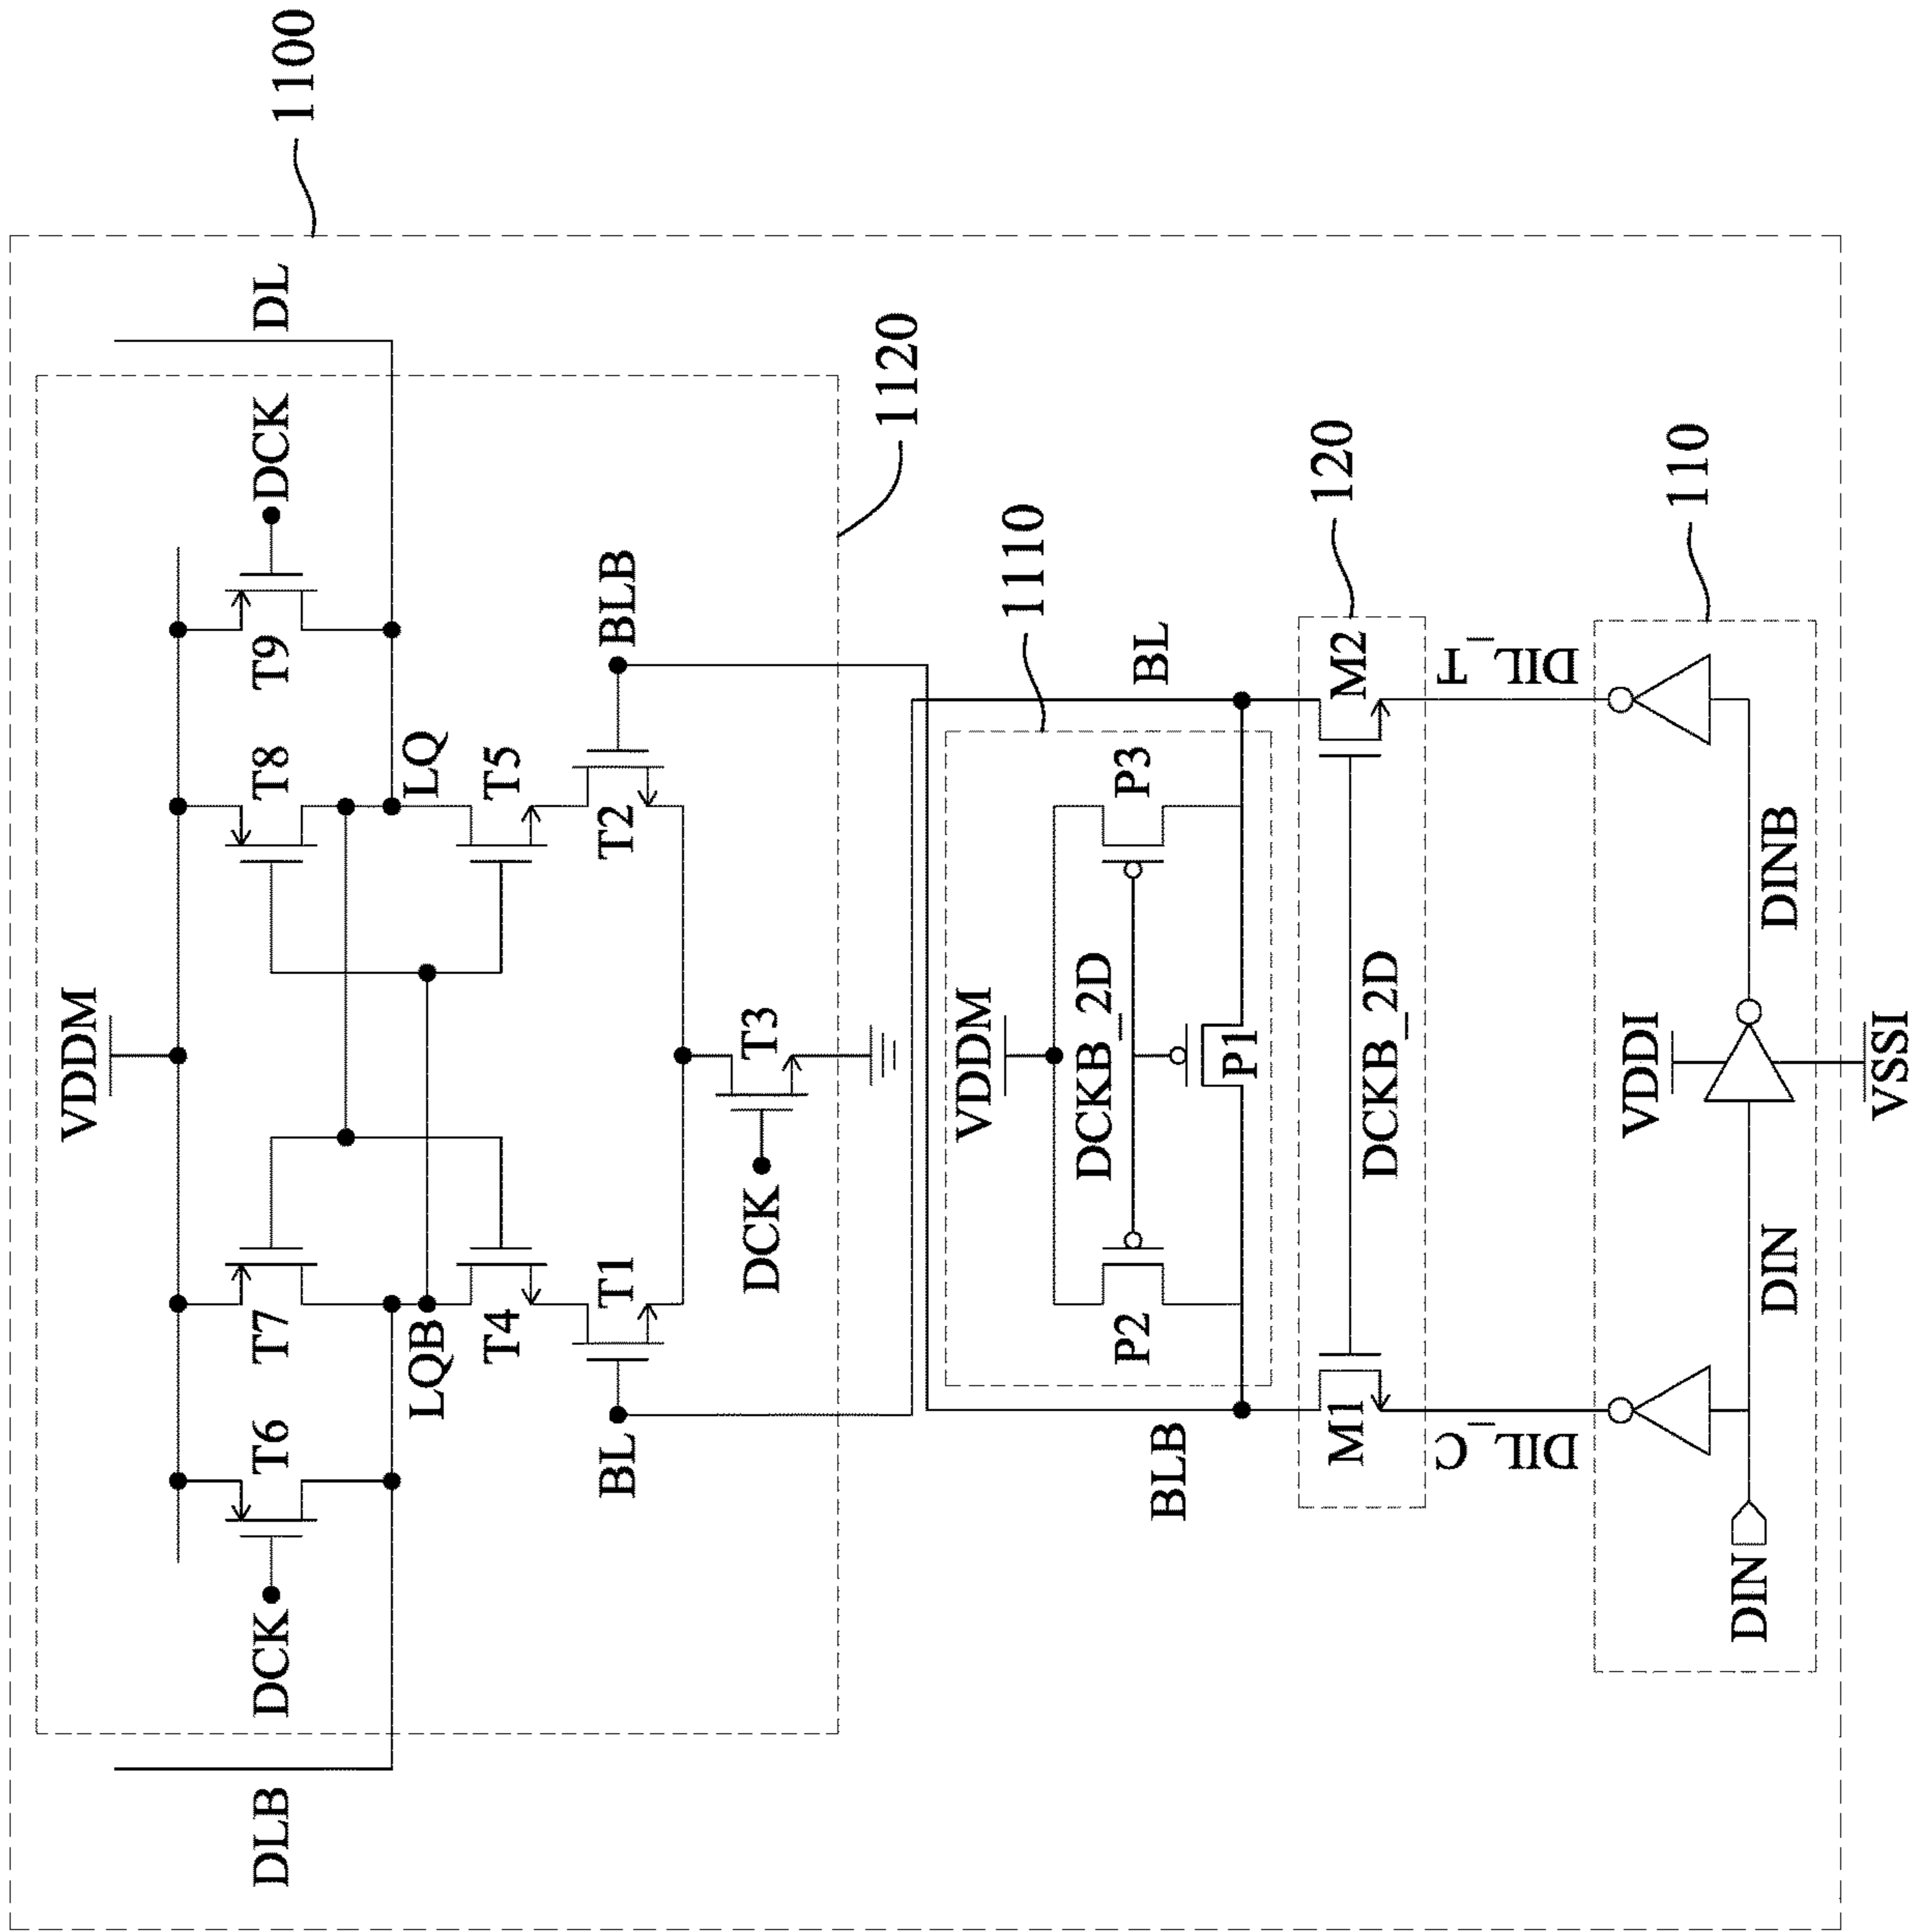 1100
DLB
DL
VDDM
DCK
T6
T7
T8
T9
DCK
LQB
LQ
T4
T5
BL
T1
T2
BLB
DCK
T3
1120
VDDM
1110
DCKB_2D
P2
P3
P1
BLB
BL
120
M1
M2
DCKB_2D
DIL_C
DIL_T
110
VDDI
DIN
DIN
DINB
VSSI